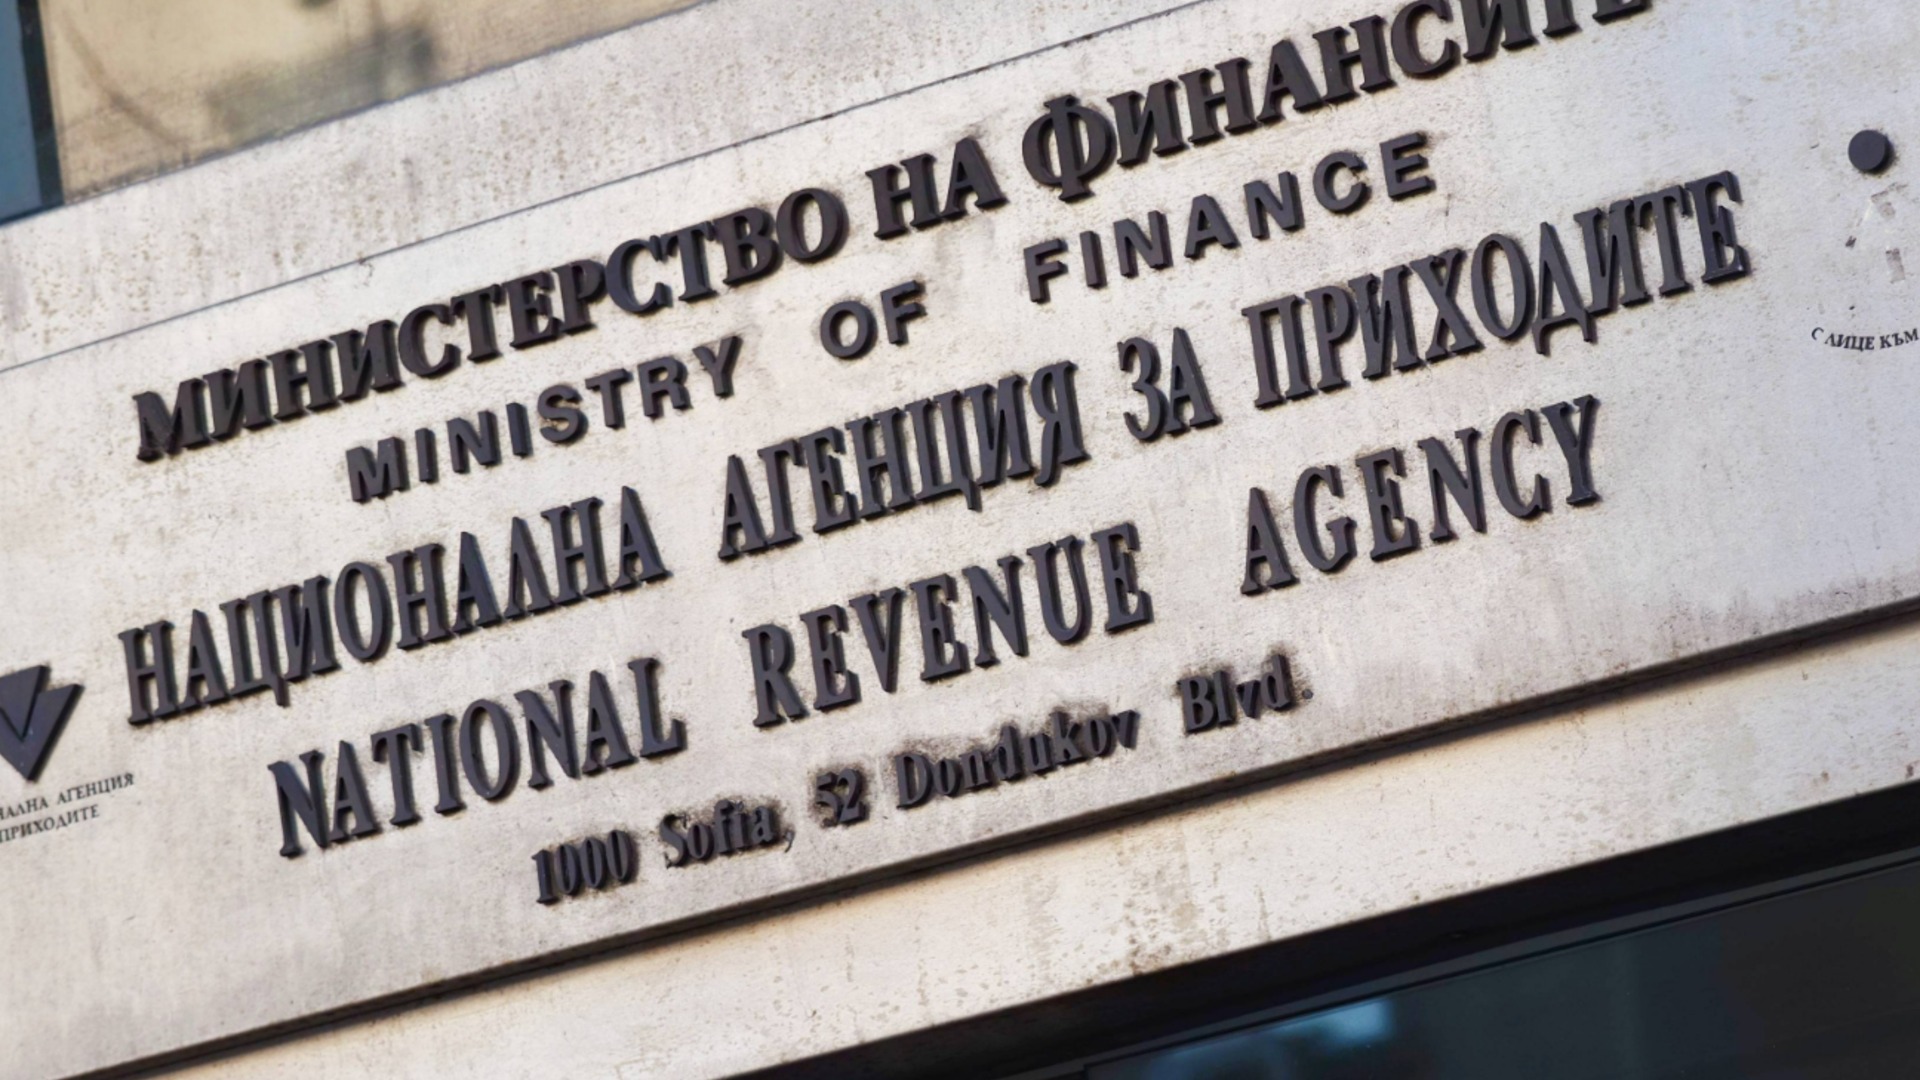 МИНИСТЕРСТВО НА ФИНАНСИТЕ
MINISTRY OF FINANCE
НАЦИОНАЛНА АГЕНЦИЯ ЗА ПРИХОДИТЕ
NATIONAL REVENUE AGENCY
1000 Sofia, 52 Dondukov Blvd.
АГЕНЦИЯ
ПРИХОДИТЕ
С ЛИЦЕ КЪМ